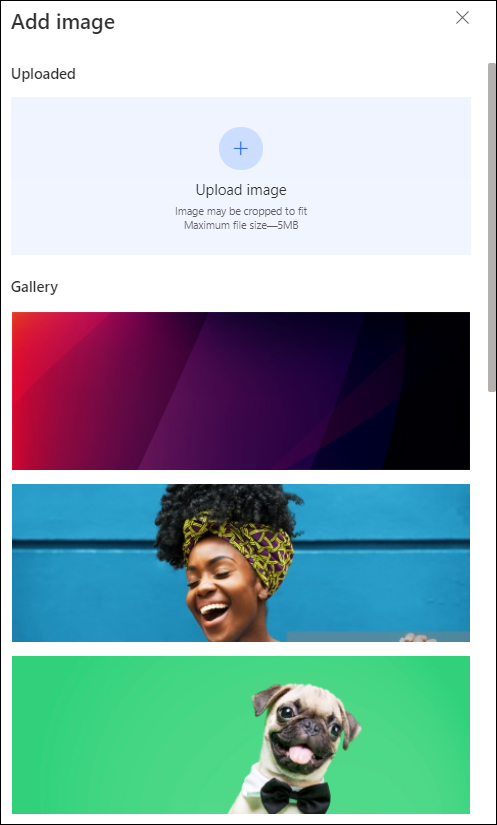 Add image
Uploaded
Upload image
Image may be cropped to fit
Maximum file size—5MB
Gallery